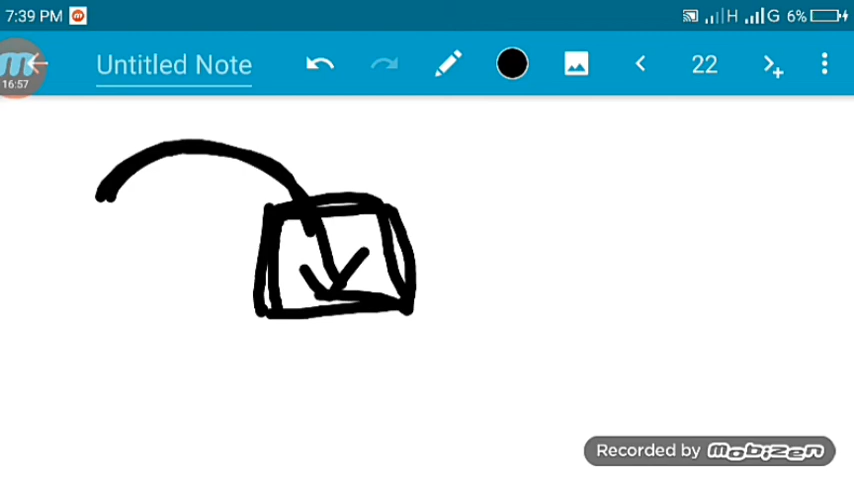 7:39 PM
H G 6%
16:57
Untitled Note
22
Recorded by mobizen